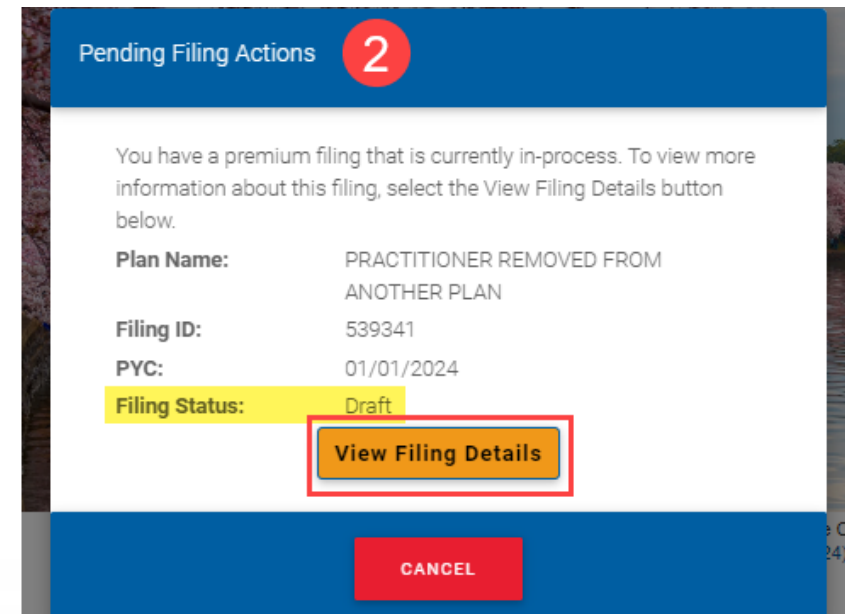 Pending Filing Actions 2
You have a premium filing that is currently in-process. To view more
information about this filing, select the View Filing Details button
below.
Plan Name: PRACTITIONER REMOVED FROM
ANOTHER PLAN
Filing ID: 539341
PYC: 01/01/2024
Filing Status: Draft
View Filing Details
CANCEL